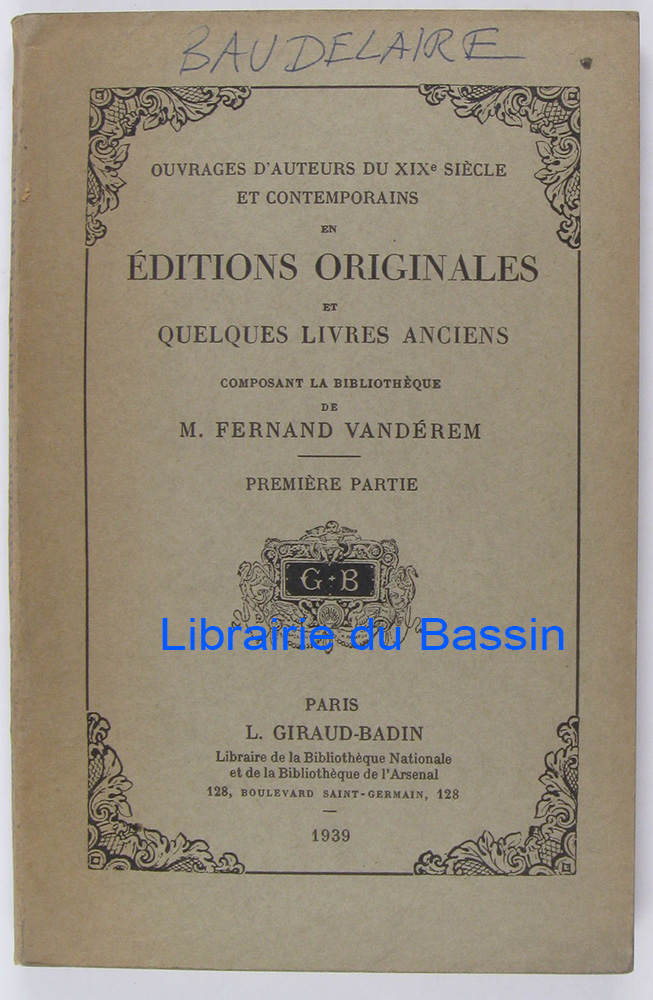 BAUDELAIRE
OUVRAGES D'AUTEURS DU XIXe SIÈCLE
ET CONTEMPORAINS
EN
ÉDITIONS ORIGINALES
ET
QUELQUES LIVRES ANCIENS
COMPOSANT LA BIBLIOTHÈQUE
DE
M. FERNAND VANDÉREM
PREMIÈRE PARTIE
G+B
Librairie du Bassin
PARIS
L. GIRAUD-BADIN
Libraire de la Bibliothèque Nationale
et de la Bibliothèque de l'Arsenal
128, BOULEVARD SAINT-GERMAIN, 128
1939